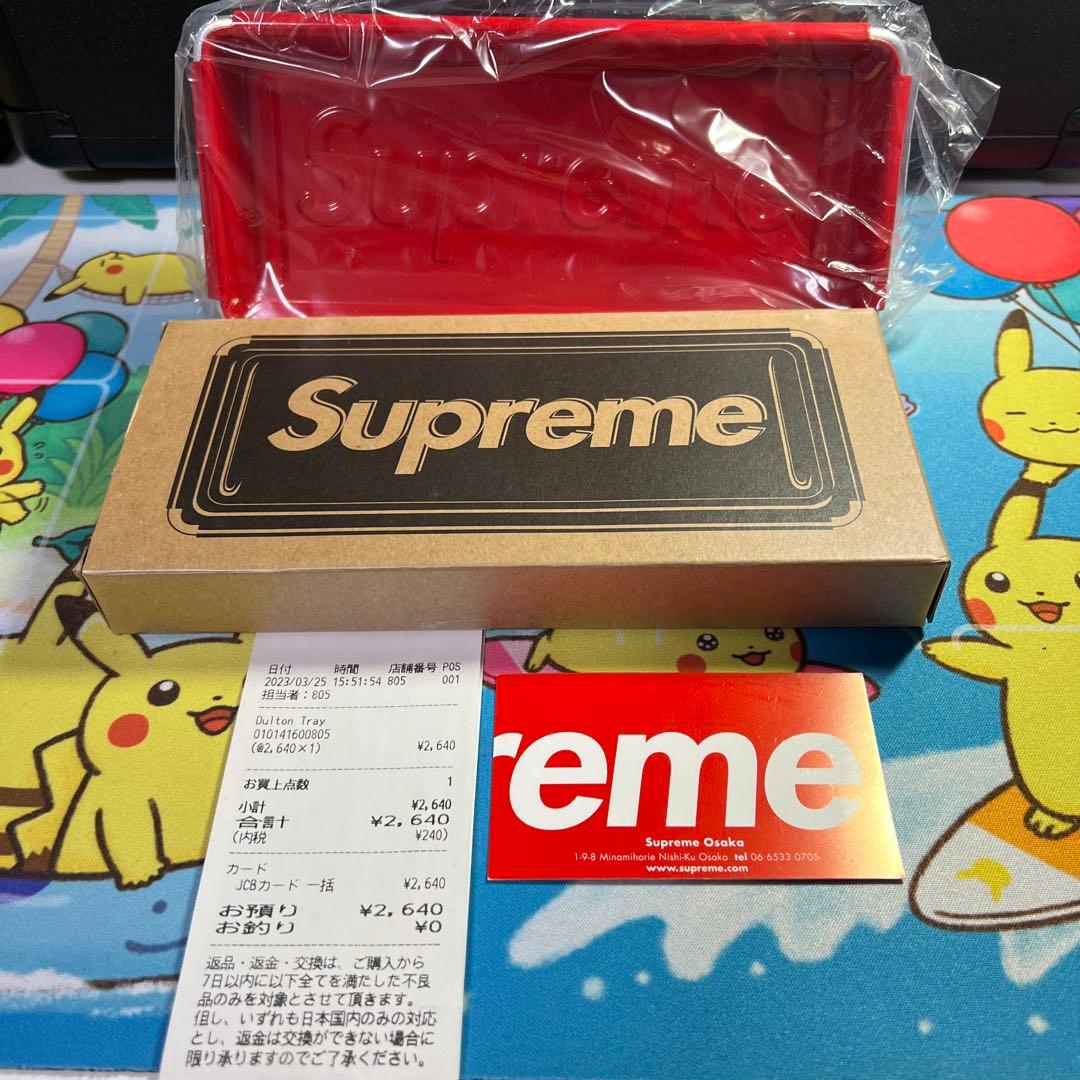 Supreme
Supreme
日付 時間 店舗番号 POS
2023/03/25 15:51:54 805 001
担当者:805
Dulton Tray
010141600805
(@2,640×1) ¥2,640
お買上点数 1
小計 ¥2,640
合計 ¥2,640
(内税 ¥240)
カード
JCBカード 一括 ¥2,640
お預り ¥2,640
お釣り ¥0
返品・返金・交換は、ご購入から
7日以内に以下全てを満たした不良
品のみを対象とさせて頂きます。
但し、いずれも日本国内のみの対応
とし、返金は交換ができない場合に
限り承りますのでご了承ください。
reme
Supreme Osaka
1-9-8 Minamihorie Nishi-Ku Osaka tel 06 6533 0705
www.supreme.com